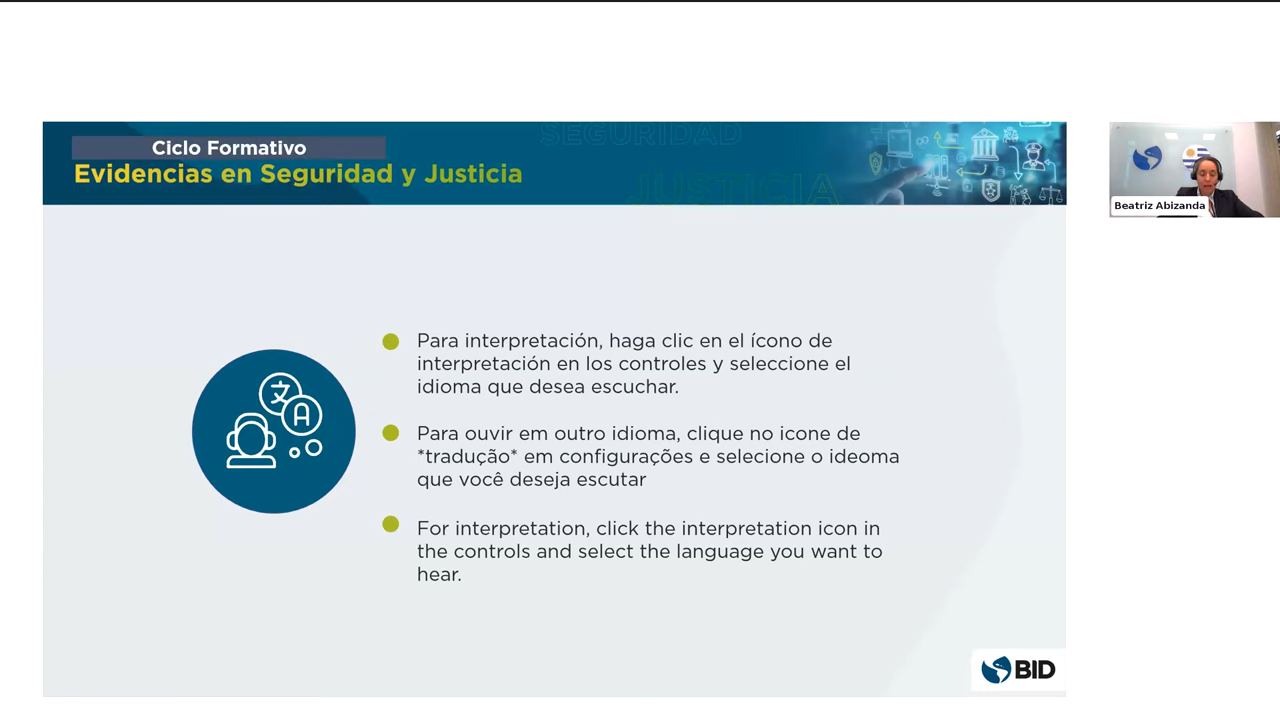 SEGURIDAD
JUSTICIA
Ciclo Formativo
Evidencias en Seguridad y Justicia
Beatriz Abizanda
Para interpretación, haga clic en el ícono de
interpretación en los controles y seleccione el
idioma que desea escuchar.
文
A
Para ouvir em outro idioma, clique no icone de
*tradução* em configurações e selecione o ideoma
que você deseja escutar
For interpretation, click the interpretation icon in
the controls and select the language you want to
hear.
BID